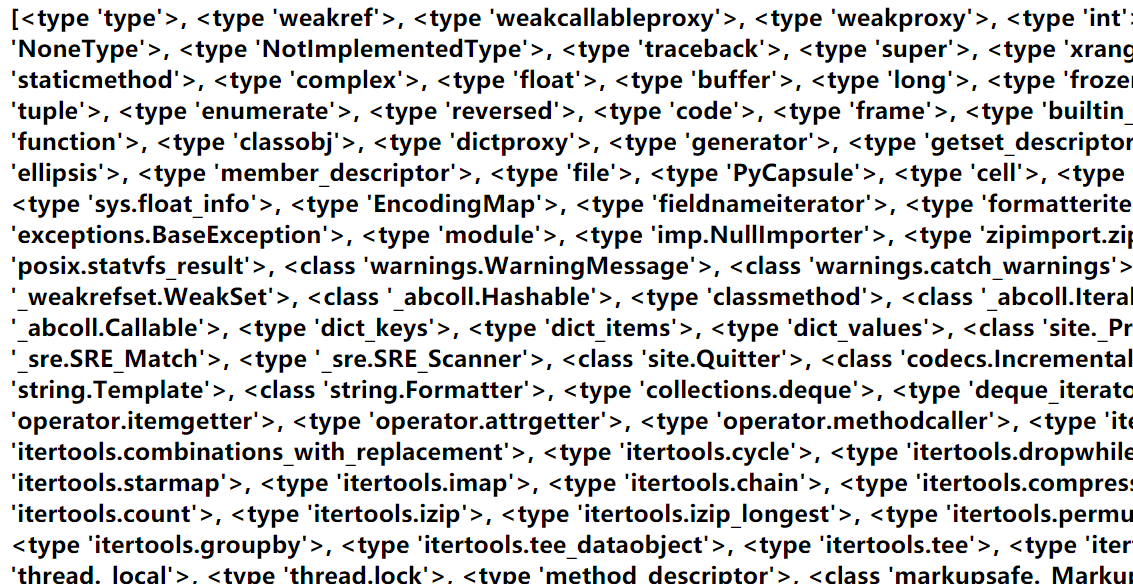 [<type 'type'>, <type 'weakref'>, <type 'weakcallableproxy'>, <type 'weakproxy'>, <type 'int'>
'NoneType'>, <type 'NotImplementedType'>, <type 'traceback'>, <type 'super'>, <type 'xrang
'staticmethod'>, <type 'complex'>, <type 'float'>, <type 'buffer'>, <type 'long'>, <type 'frozen
'tuple'>, <type 'enumerate'>, <type 'reversed'>, <type 'code'>, <type 'frame'>, <type 'builtin_
'function'>, <type 'classobj'>, <type 'dictproxy'>, <type 'generator'>, <type 'getset_descriptor
'ellipsis'>, <type 'member_descriptor'>, <type 'file'>, <type 'PyCapsule'>, <type 'cell'>, <type
<type 'sys.float_info'>, <type 'EncodingMap'>, <type 'fieldnameiterator'>, <type 'formatterite
'exceptions.BaseException'>, <type 'module'>, <type 'imp.NullImporter'>, <type 'zipimport.zip
'posix.statvfs_result'>, <class 'warnings.WarningMessage'>, <class 'warnings.catch_warnings'>
'_weakrefset.WeakSet'>, <class '_abcoll.Hashable'>, <type 'classmethod'>, <class '_abcoll.Iteral
'_abcoll.Callable'>, <type 'dict_keys'>, <type 'dict_items'>, <type 'dict_values'>, <class 'site._Pr
'_sre.SRE_Match'>, <type '_sre.SRE_Scanner'>, <class 'site.Quitter'>, <class 'codecs.Incremental
'string.Template'>, <class 'string.Formatter'>, <type 'collections.deque'>, <type 'deque_iterato
'operator.itemgetter'>, <type 'operator.attrgetter'>, <type 'operator.methodcaller'>, <type 'ite
'itertools.combinations_with_replacement'>, <type 'itertools.cycle'>, <type 'itertools.dropwhile
'itertools.starmap'>, <type 'itertools.imap'>, <type 'itertools.chain'>, <type 'itertools.compress
'itertools.count'>, <type 'itertools.izip'>, <type 'itertools.izip_longest'>, <type 'itertools.permu
<type 'itertools.groupby'>, <type 'itertools.tee_dataobject'>, <type 'itertools.tee'>, <type 'itert
'thread._local'>, <type 'thread.lock'>, <type 'method_descriptor'>, <class 'markupsafe._Markup